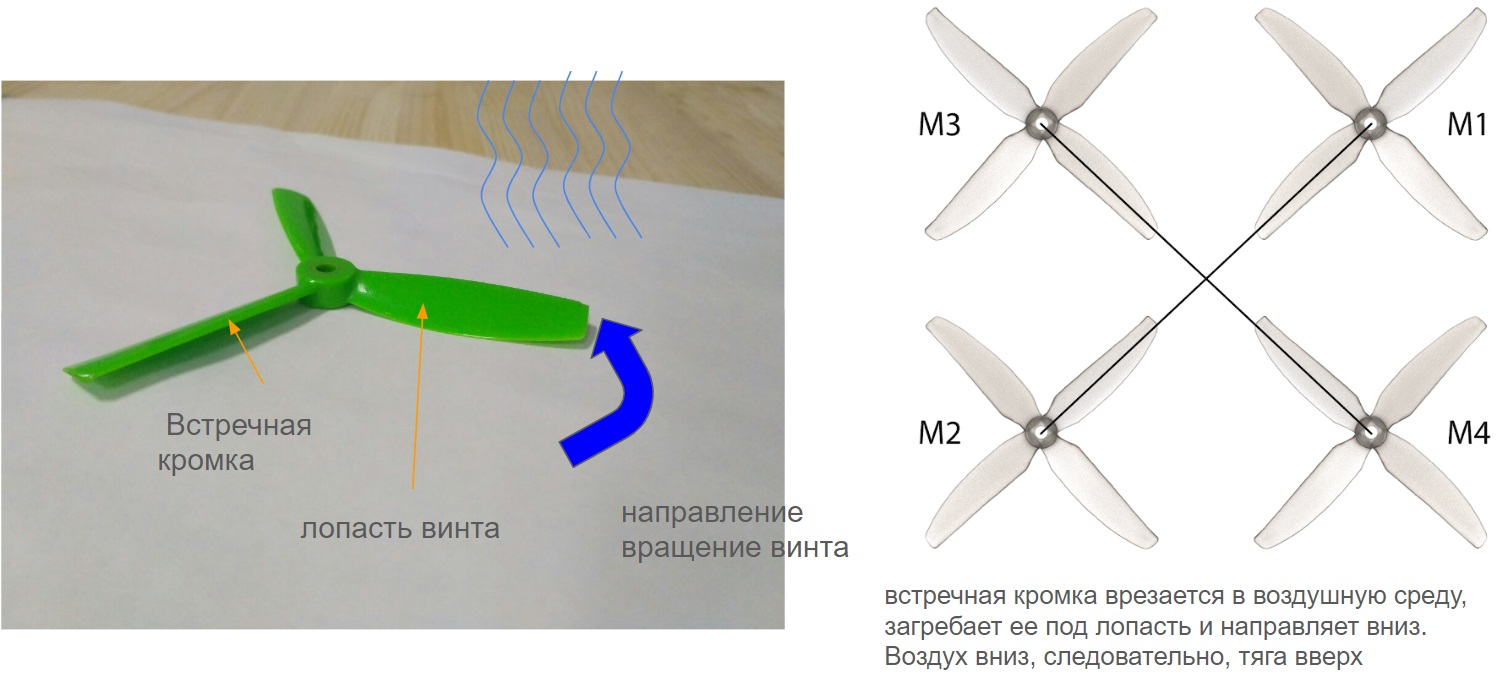 Встречная
кромка
лопасть винта
направление
вращение винта
M3
M1
M2
M4
встречная кромка врезается в воздушную среду,
загребает ее под лопасть и направляет вниз.
Воздух вниз, следовательно, тяга вверх